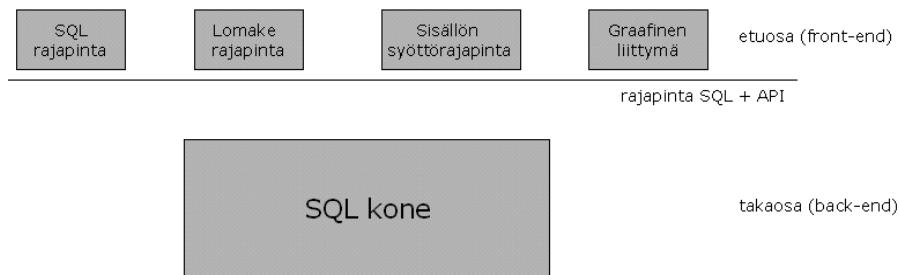 SQL
rajapinta
Lomake
rajapinta
Sisällön
syöttörajapinta
Graafinen
liittymä
etuosa (front-end)
rajapinta SQL + API
SQL kone
takaosa (back-end)